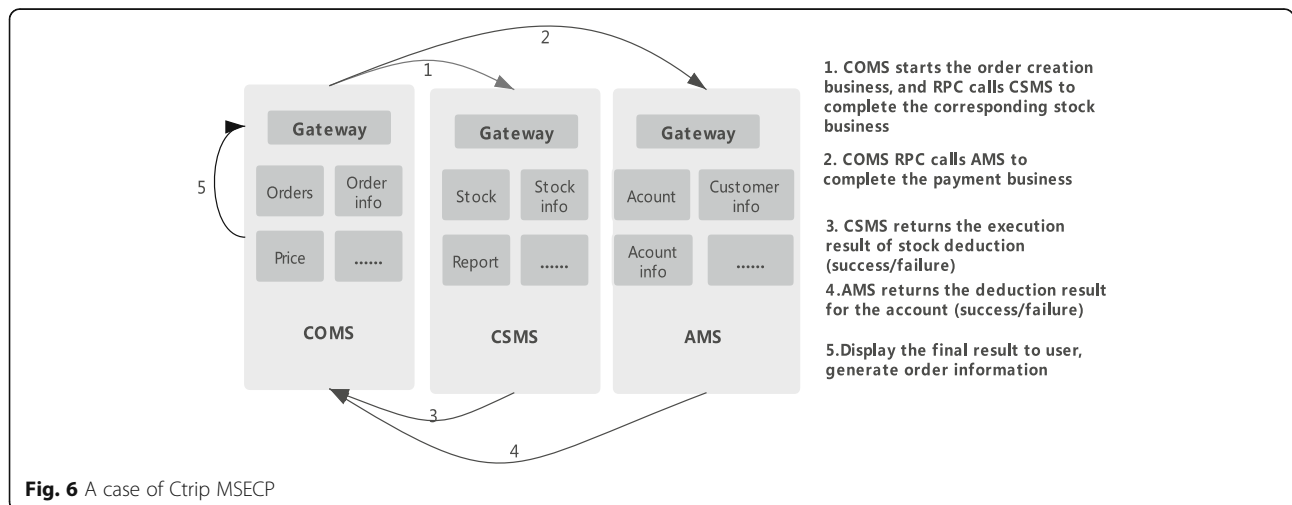 2
1
5
Gateway
Orders
Order
info
Price
......
COMS
Gateway
Stock
Stock
info
Report
......
CSMS
Gateway
Acount
Customer
info
Acount
info
......
AMS
3
4
1. COMS starts the order creation
business, and RPC calls CSMS to
complete the corresponding stock
business
2. COMS RPC calls AMS to
complete the payment business
3. CSMS returns the execution
result of stock deduction
(success/failure)
4.AMS returns the deduction result
for the account (success/failure)
5.Display the final result to user,
generate order information
Fig. 6 A case of Ctrip MSECP